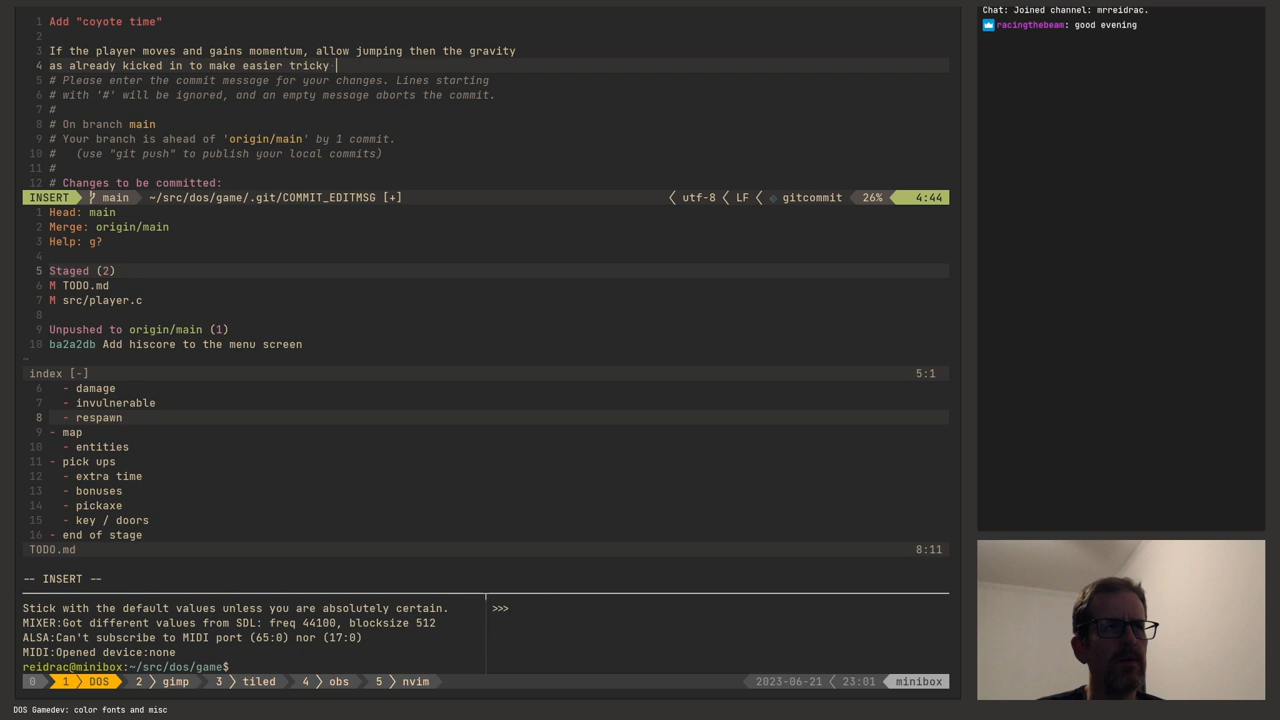 1 Add "coyote time"
2
3 If the player moves and gains momentum, allow jumping then the gravity
4 as already kicked in to make easier tricky
5 # Please enter the commit message for your changes. Lines starting
6 # with '#' will be ignored, and an empty message aborts the commit.
7 #
8 # On branch main
9 # Your branch is ahead of 'origin/main' by 1 commit.
10 #   (use "git push" to publish your local commits)
11 #
12 # Changes to be committed:
INSERT main ~/src/dos/game/.git/COMMIT_EDITMSG [+] utf-8 LF gitcommit 26% 4:44
1 Head: main
2 Merge: origin/main
3 Help: g?
4
5 Staged (2)
6 M TODO.md
7 M src/player.c
8
9 Unpushed to origin/main (1)
10 ba2a2db Add hiscore to the menu screen
~
index [-] 5:1
6 - damage
7 - invulnerable
8 - respawn
9 - map
10 - entities
11 - pick ups
12 - extra time
13 - bonuses
14 - pickaxe
15 - key / doors
16 - end of stage
TODO.md 8:11
-- INSERT --
Stick with the default values unless you are absolutely certain.
MIXER:Got different values from SDL: freq 44100, blocksize 512
ALSA:Can't subscribe to MIDI port (65:0) nor (17:0)
MIDI:Opened device:none
reidrac@minibox:~/src/dos/game$
>>>
0 1 DOS 2 gimp 3 tiled 4 obs 5 nvim 2023-06-21 23:01 minibox
DOS Gamedev: color fonts and misc
Chat: Joined channel: mrreidrac.
racingthebeam: good evening